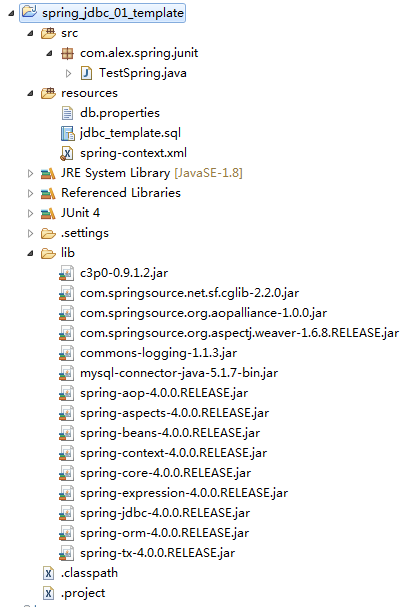 spring_jdbc_01_template
src
com.alex.spring.junit
TestSpring.java
resources
db.properties
jdbc_template.sql
spring-context.xml
JRE System Library [JavaSE-1.8]
Referenced Libraries
JUnit 4
.settings
lib
c3p0-0.9.1.2.jar
com.springsource.net.sf.cglib-2.2.0.jar
com.springsource.org.aopalliance-1.0.0.jar
com.springsource.org.aspectj.weaver-1.6.8.RELEASE.jar
commons-logging-1.1.3.jar
mysql-connector-java-5.1.7-bin.jar
spring-aop-4.0.0.RELEASE.jar
spring-aspects-4.0.0.RELEASE.jar
spring-beans-4.0.0.RELEASE.jar
spring-context-4.0.0.RELEASE.jar
spring-core-4.0.0.RELEASE.jar
spring-expression-4.0.0.RELEASE.jar
spring-jdbc-4.0.0.RELEASE.jar
spring-orm-4.0.0.RELEASE.jar
spring-tx-4.0.0.RELEASE.jar
.classpath
.project